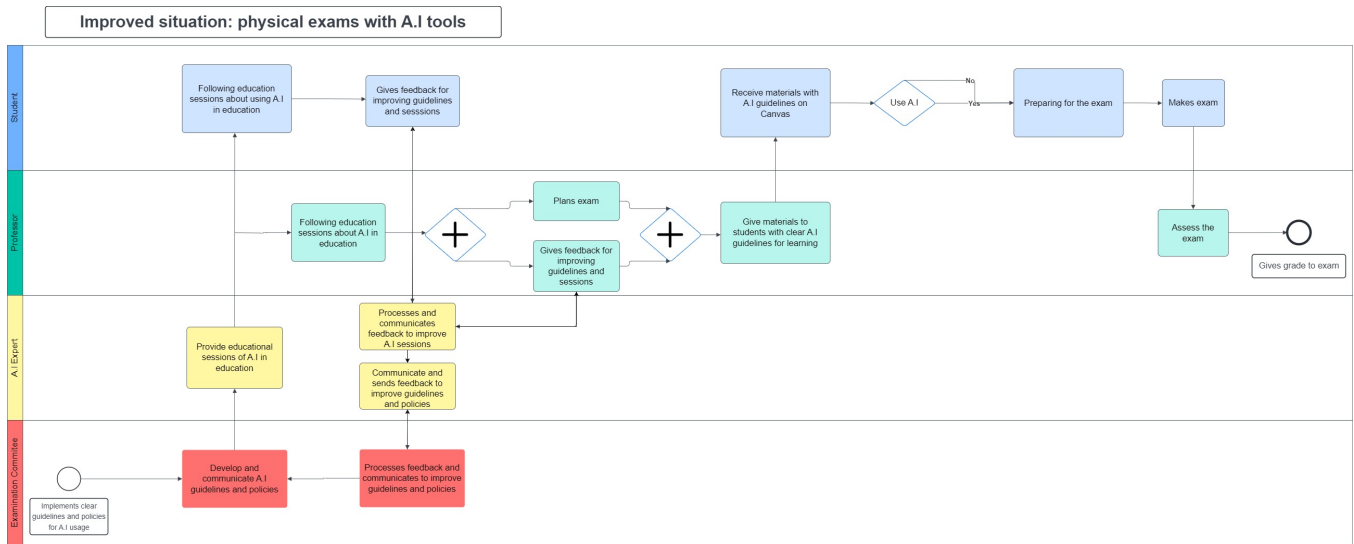 Improved situation: physical exams with A.I tools
Student
Following education
sessions about using A.I
in education
Gives feedback for
improving guidelines
and sesssions
Receive materials with
A.I guidelines on
Canvas
Use A.I
No
Yes
Preparing for the exam
Makes exam
Professor
Following education
sessions about A.I in
education
Plans exam
Gives feedback for
improving
guidelines and
sessions
Give materials to
students with clear A.I
guidelines for learning
Assess the
exam
Gives grade to exam
A.I Expert
Provide educational
sessions of A.I in
education
Processes and
communicates
feedback to improve
A.I sessions
Communicate and
sends feedback to
improve guidelines
and policies
Examination Commitee
Implements clear
guidelines and policies
for A.I usage
Develop and
communicate A.I
guidelines and policies
Processes feedback and
communicates to improve
guidelines and policies